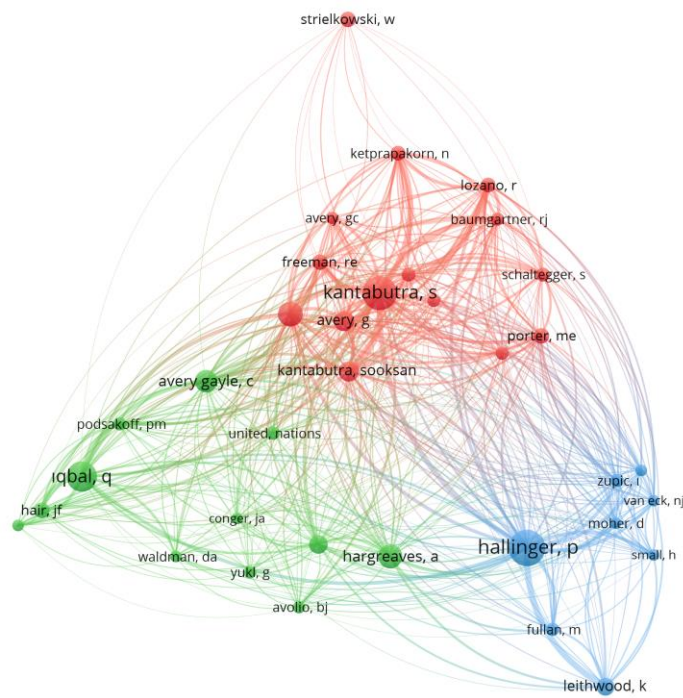 strielkowski, w
ketprapakorn, n
lozano, r
avery, gc
baumgartner, rj
freeman, re
schaltegger, s
kantabutra, s
avery, g
porter, me
kantabutra, sooksan
avery gayle, c
podsakoff, pm
united, nations
iqbal, q
zupic, i
van eck, nj
hair, jf
conger, ja
moher, d
hallinger, p
waldman, da
hargreaves, a
small, h
yukl, g
avolio, bj
fullan, m
leithwood, k